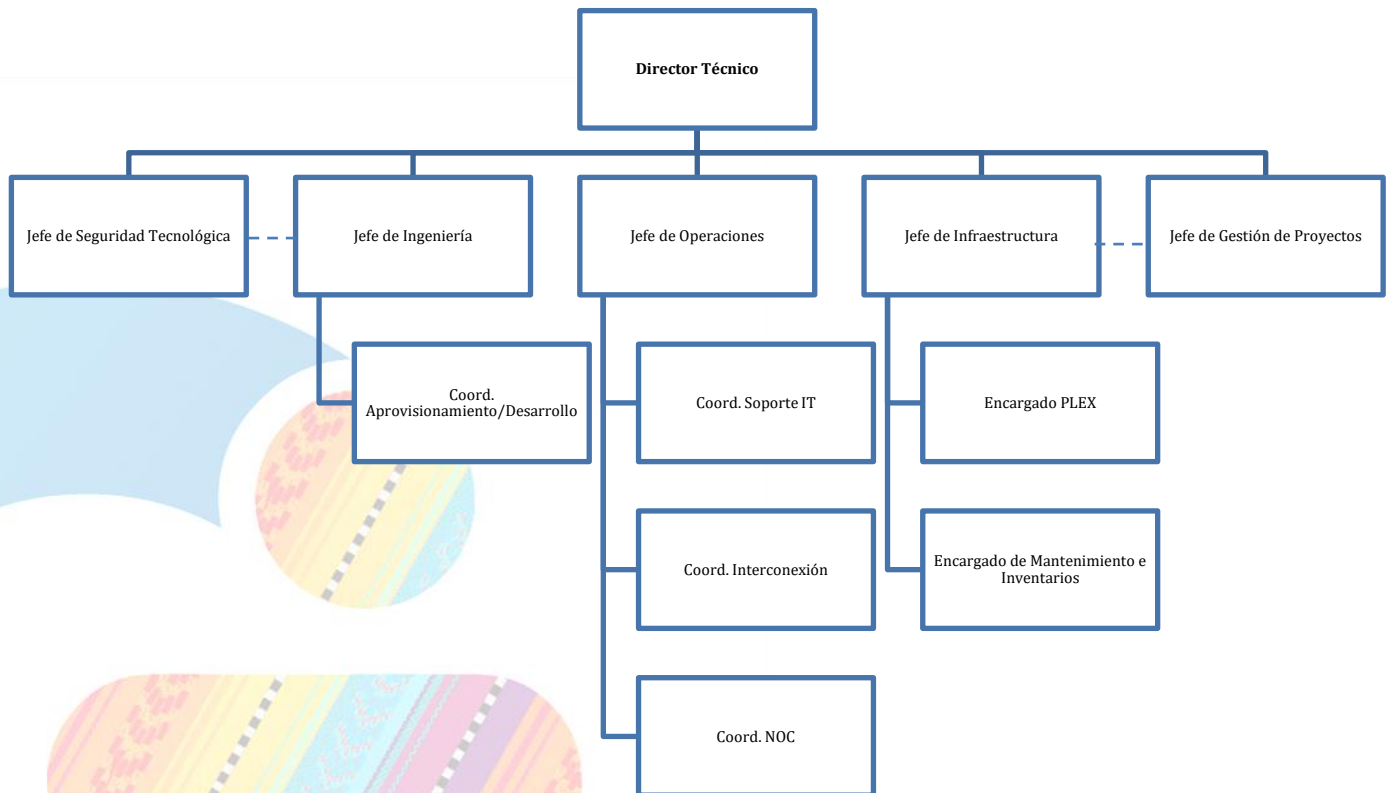 Director Técnico
Jefe de Seguridad Tecnológica
Jefe de Ingeniería
Jefe de Operaciones
Jefe de Infraestructura
Jefe de Gestión de Proyectos
Coord.
Aprovisionamiento/Desarrollo
Coord. Soporte IT
Encargado PLEX
Coord. Interconexión
Encargado de Mantenimiento e
Inventarios
Coord. NOC